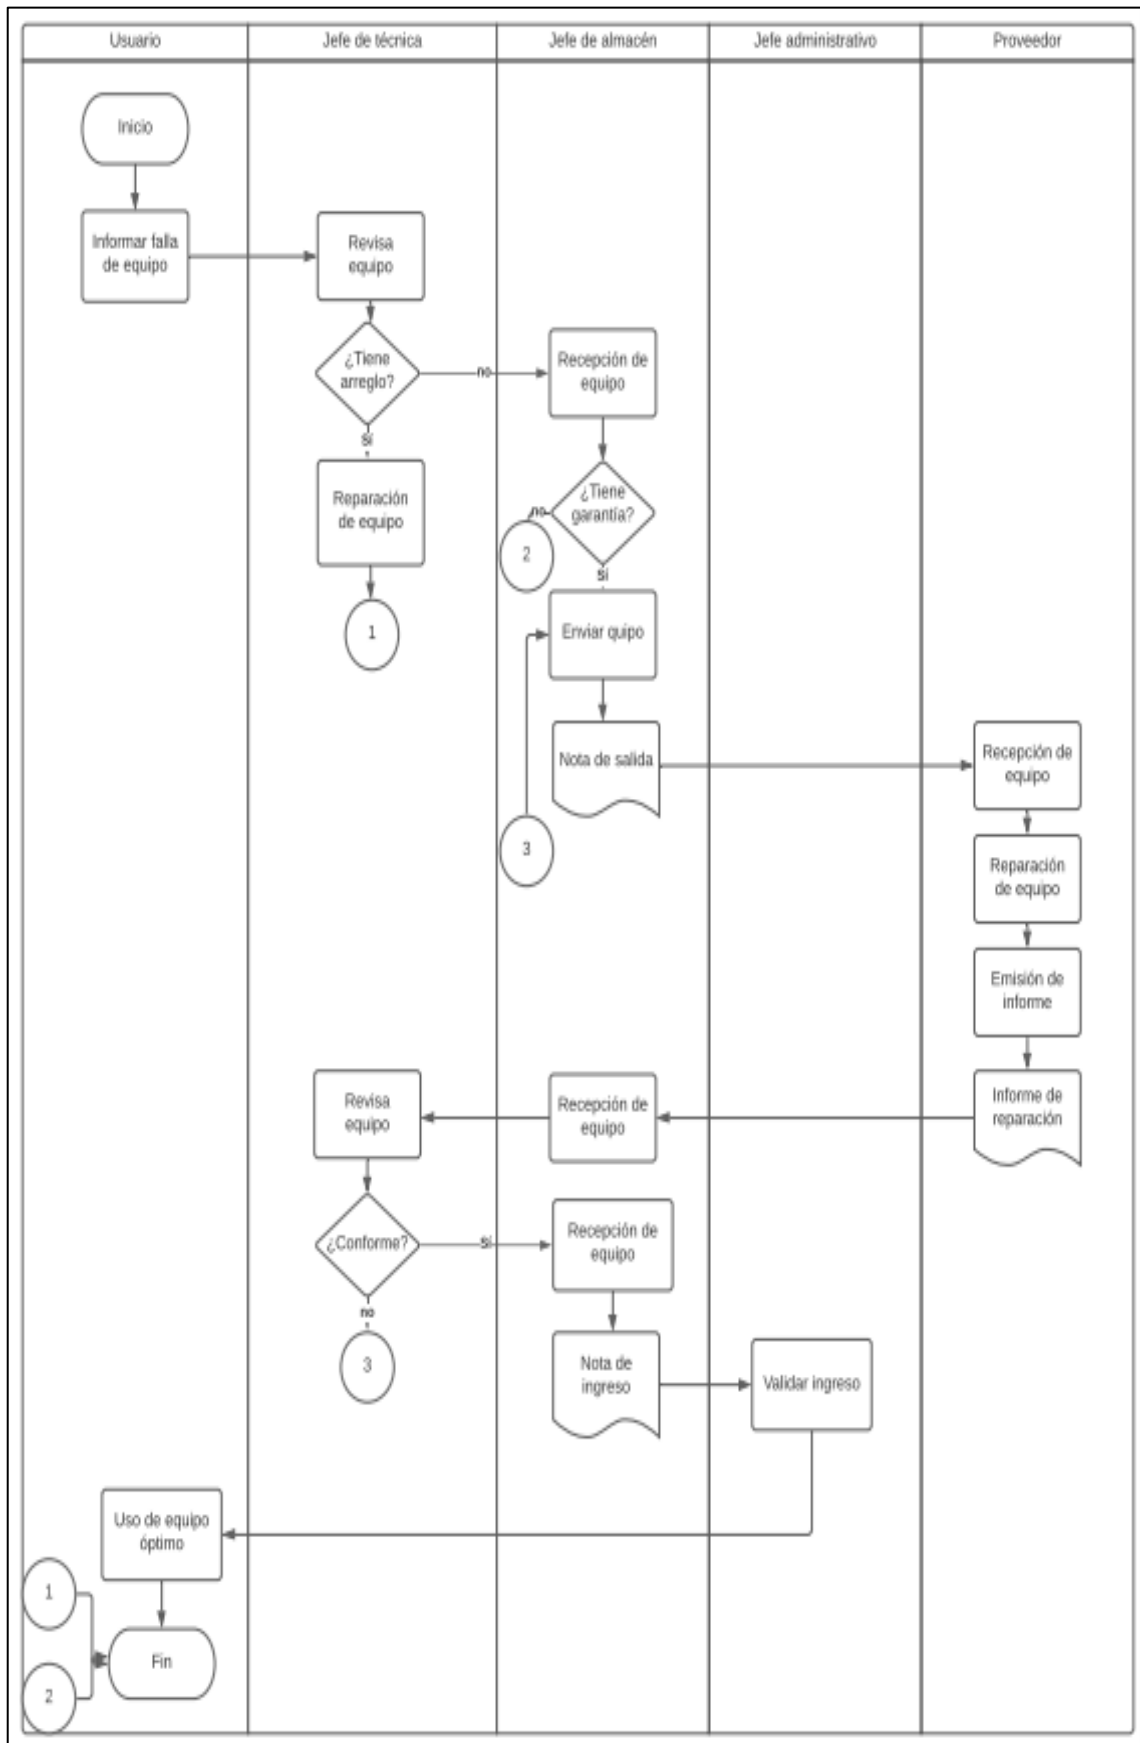 Usuario
Jefe de técnica
Jefe de almacén
Jefe administrativo
Proveedor
Inicio
Informar falla
de equipo
Revisa
equipo
¿Tiene
arreglo?
no
Recepción de
equipo
Sí
Reparación
de equipo
1
¿Tiene
garantía?
no
2
Sí
Enviar quipo
Nota de salida
3
Recepción de
equipo
Reparación
de equipo
Emisión de
informe
Informe de
reparación
Recepción de
equipo
Revisa
equipo
¿Conforme?
Sí
Recepción de
equipo
no
3
Nota de
ingreso
Validar ingreso
Uso de equipo
óptimo
1
Fin
2